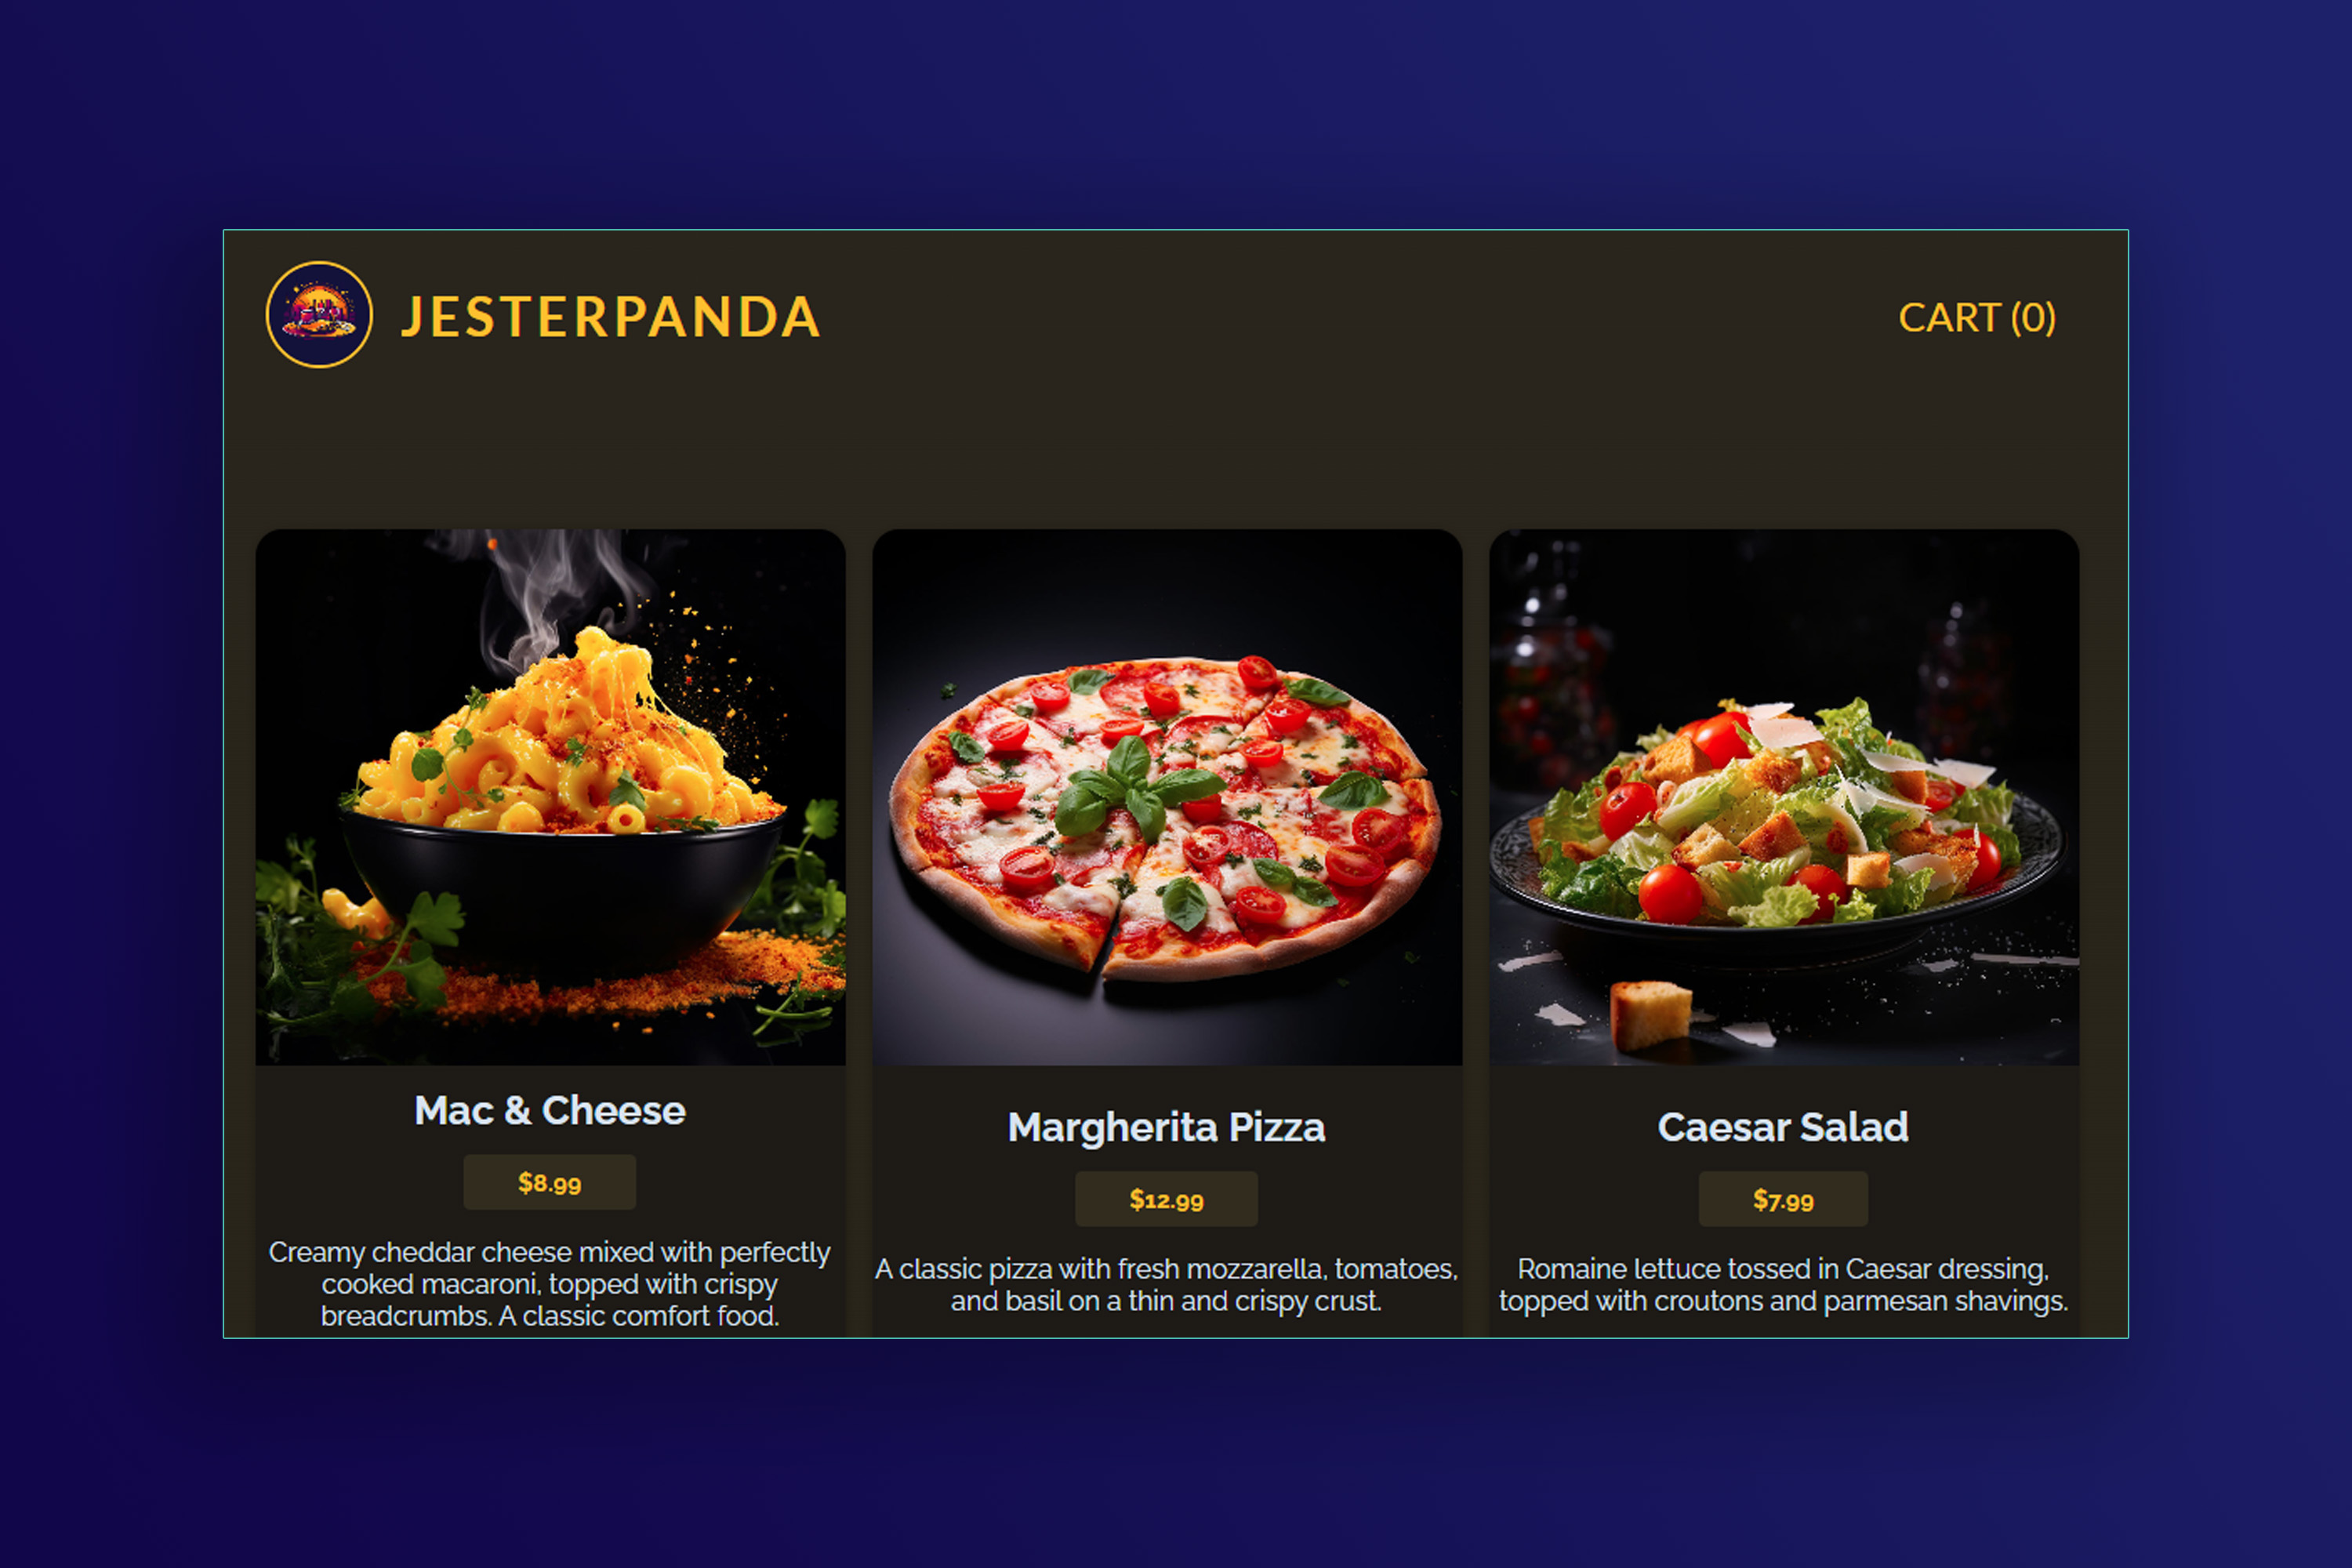 JESTERPANDA
CART (0)
Mac & Cheese
$8.99
Creamy cheddar cheese mixed with perfectly
cooked macaroni, topped with crispy
breadcrumbs. A classic comfort food.
Margherita Pizza
$12.99
A classic pizza with fresh mozzarella, tomatoes,
and basil on a thin and crispy crust.
Caesar Salad
$7.99
Romaine lettuce tossed in Caesar dressing,
topped with croutons and parmesan shavings.